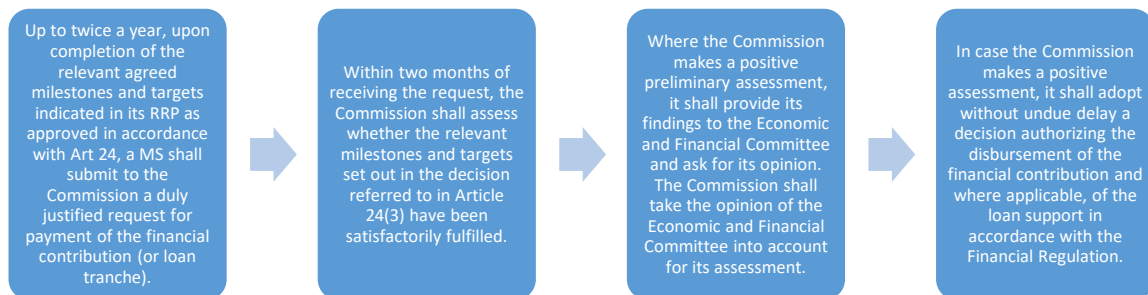 Up to twice a year, upon
completion of the
relevant agreed
milestones and targets
indicated in its RRP as
approved in accordance
with Art 24, a MS shall
submit to the
Commission a duly
justified request for
payment of the financial
contribution (or loan
tranche).
Within two months of
receiving the request, the
Commission shall assess
whether the relevant
milestones and targets
set out in the decision
referred to in Article
24(3) have been
satisfactorily fulfilled.
Where the Commission
makes a positive
preliminary assessment,
it shall provide its
findings to the Economic
and Financial Committee
and ask for its opinion.
The Commission shall
take the opinion of the
Economic and Financial
Committee into account
for its assessment.
In case the Commission
makes a positive
assessment, it shall adopt
without undue delay a
decision authorizing the
disbursement of the
financial contribution and
where applicable, of the
loan support in
accordance with the
Financial Regulation.